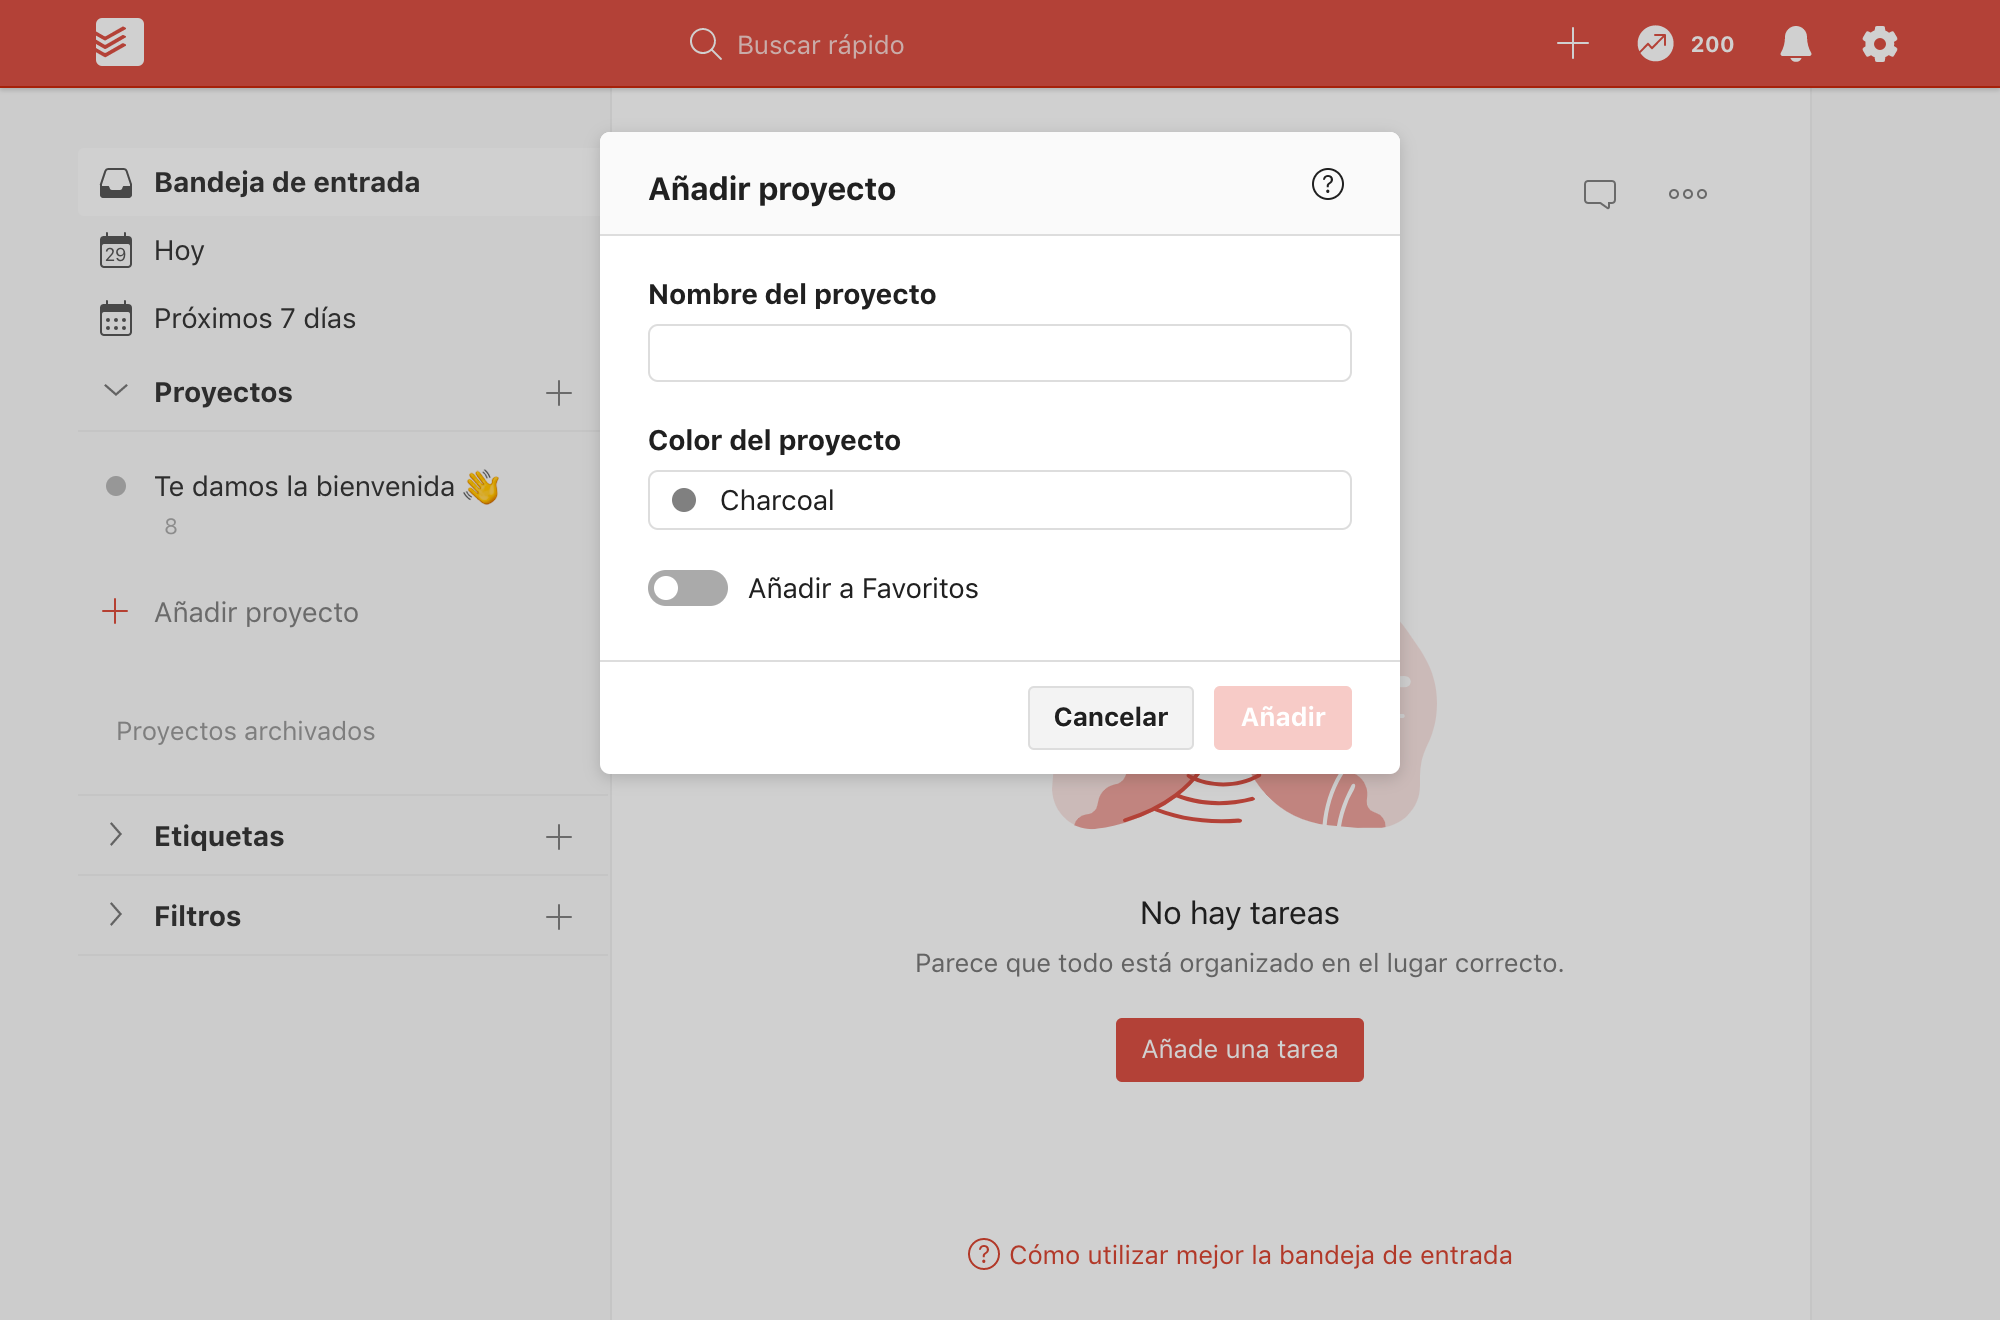 Buscar rápido
200
Bandeja de entrada
29
Hoy
Próximos 7 días
Proyectos
Te damos la bienvenida 👋
8
Añadir proyecto
Proyectos archivados
Etiquetas
Filtros
Añadir proyecto
?
Nombre del proyecto
Color del proyecto
Charcoal
Añadir a Favoritos
Cancelar
Añadir
No hay tareas
Parece que todo está organizado en el lugar correcto.
Añade una tarea
? Cómo utilizar mejor la bandeja de entrada